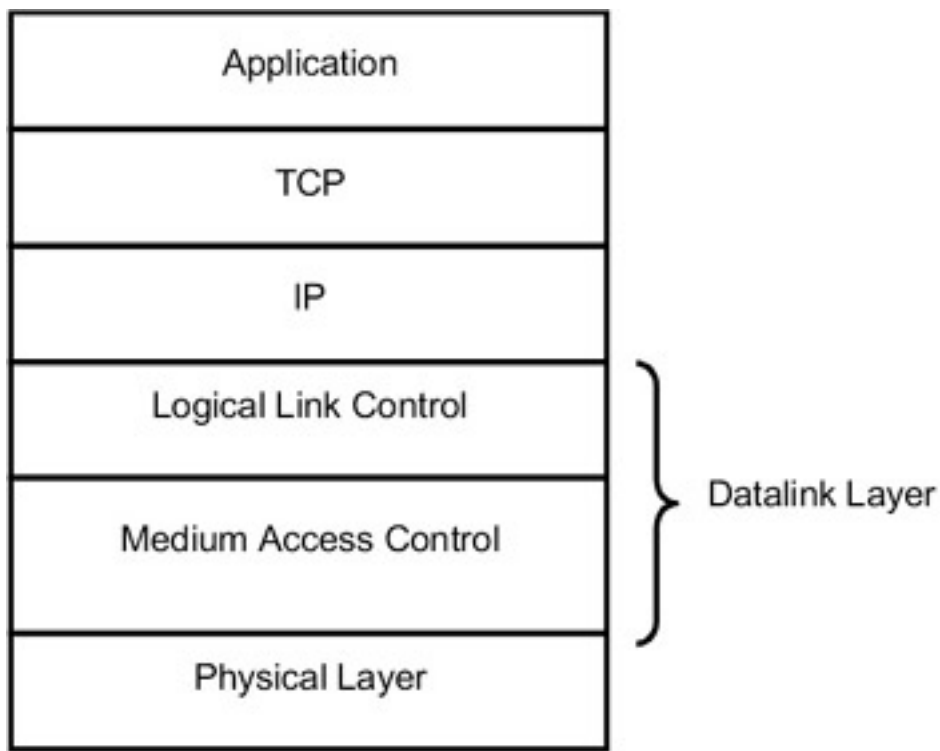 Application
TCP
IP
Logical Link Control
Datalink Layer
Medium Access Control
Physical Layer